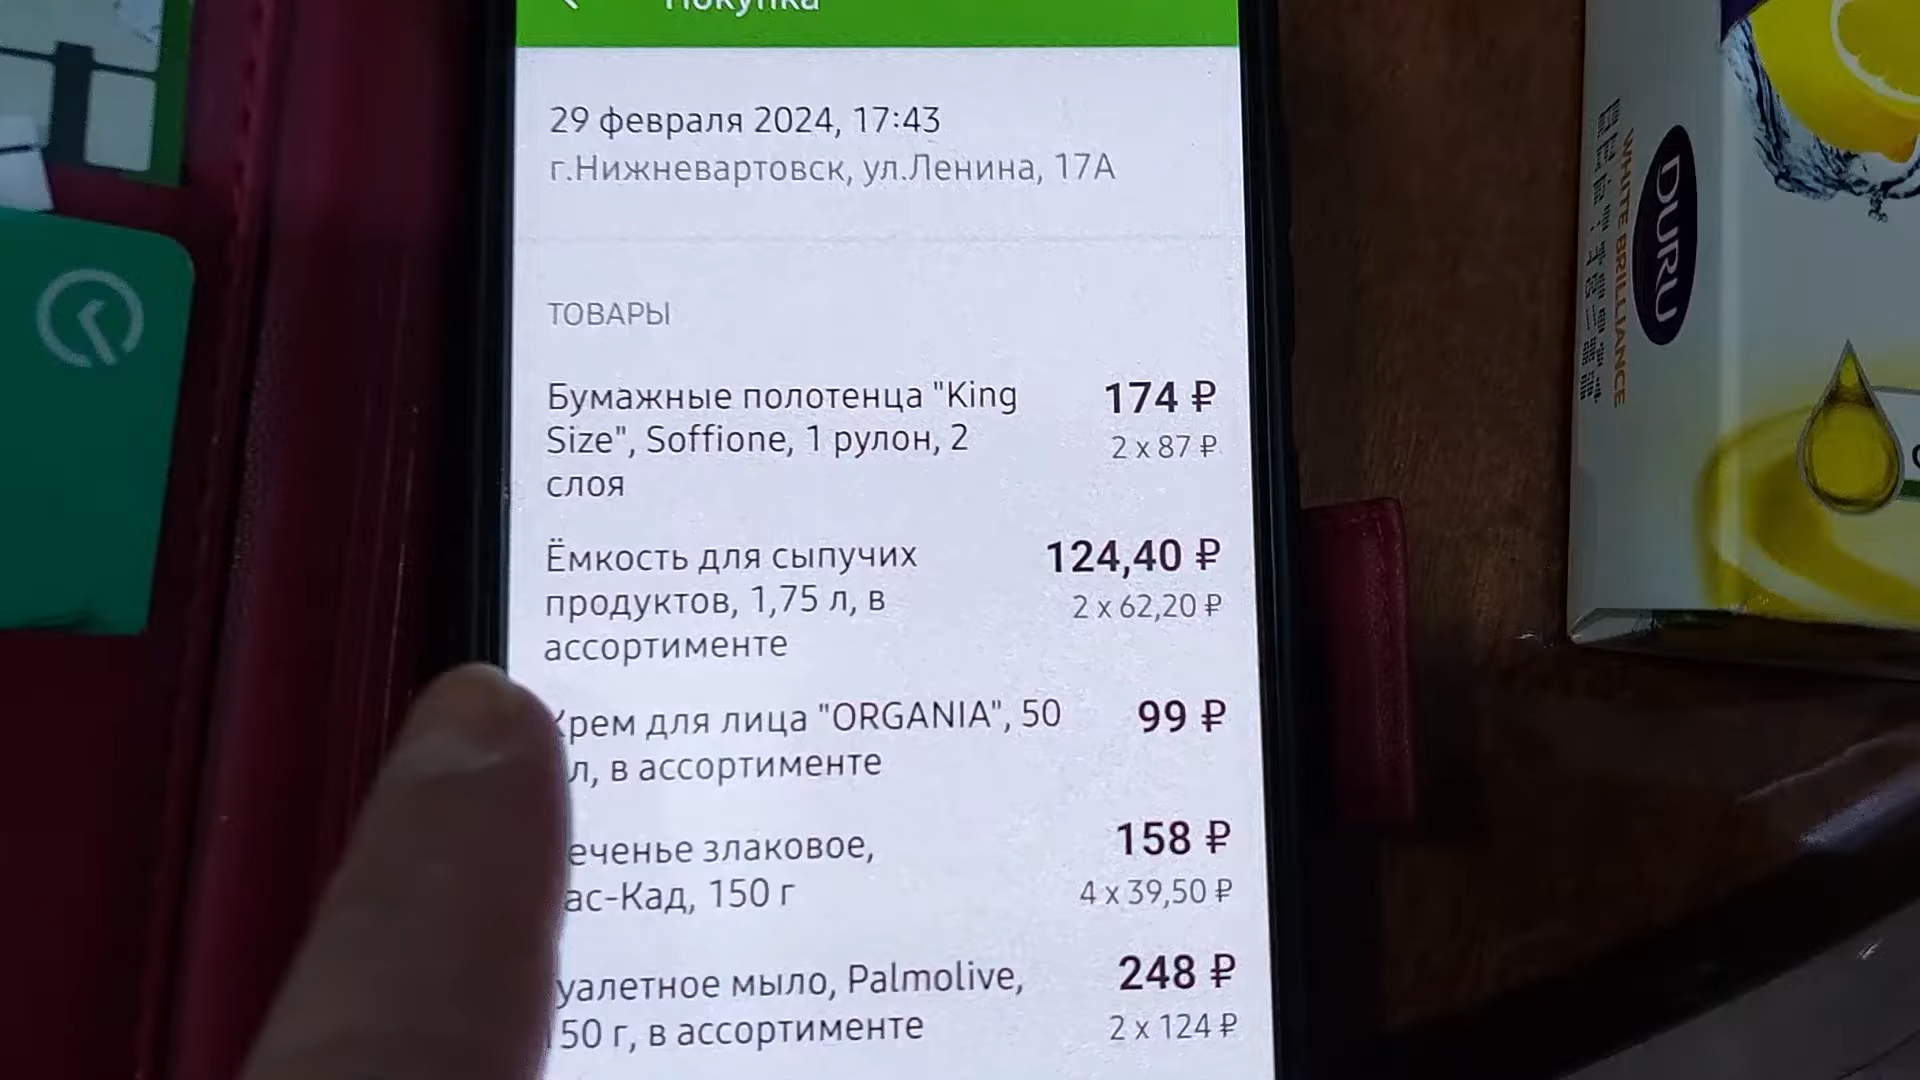 Покупка
29 февраля 2024, 17:43
г.Нижневартовск, ул.Ленина, 17А
ТОВАРЫ
Бумажные полотенца "King
Size", Soffione, 1 рулон, 2
слоя
174 ₽
2 x 87 ₽
Ёмкость для сыпучих
продуктов, 1,75 л, в
ассортименте
124,40 ₽
2 x 62,20 ₽
Крем для лица "ORGANIA", 50
л, в ассортименте
99 ₽
еченье злаковое,
ас-Кад, 150 г
158 ₽
4 x 39,50 ₽
уалетное мыло, Palmolive,
50 г, в ассортименте
248 ₽
2 x 124 ₽
DURU
WHITE BRILLIANCE